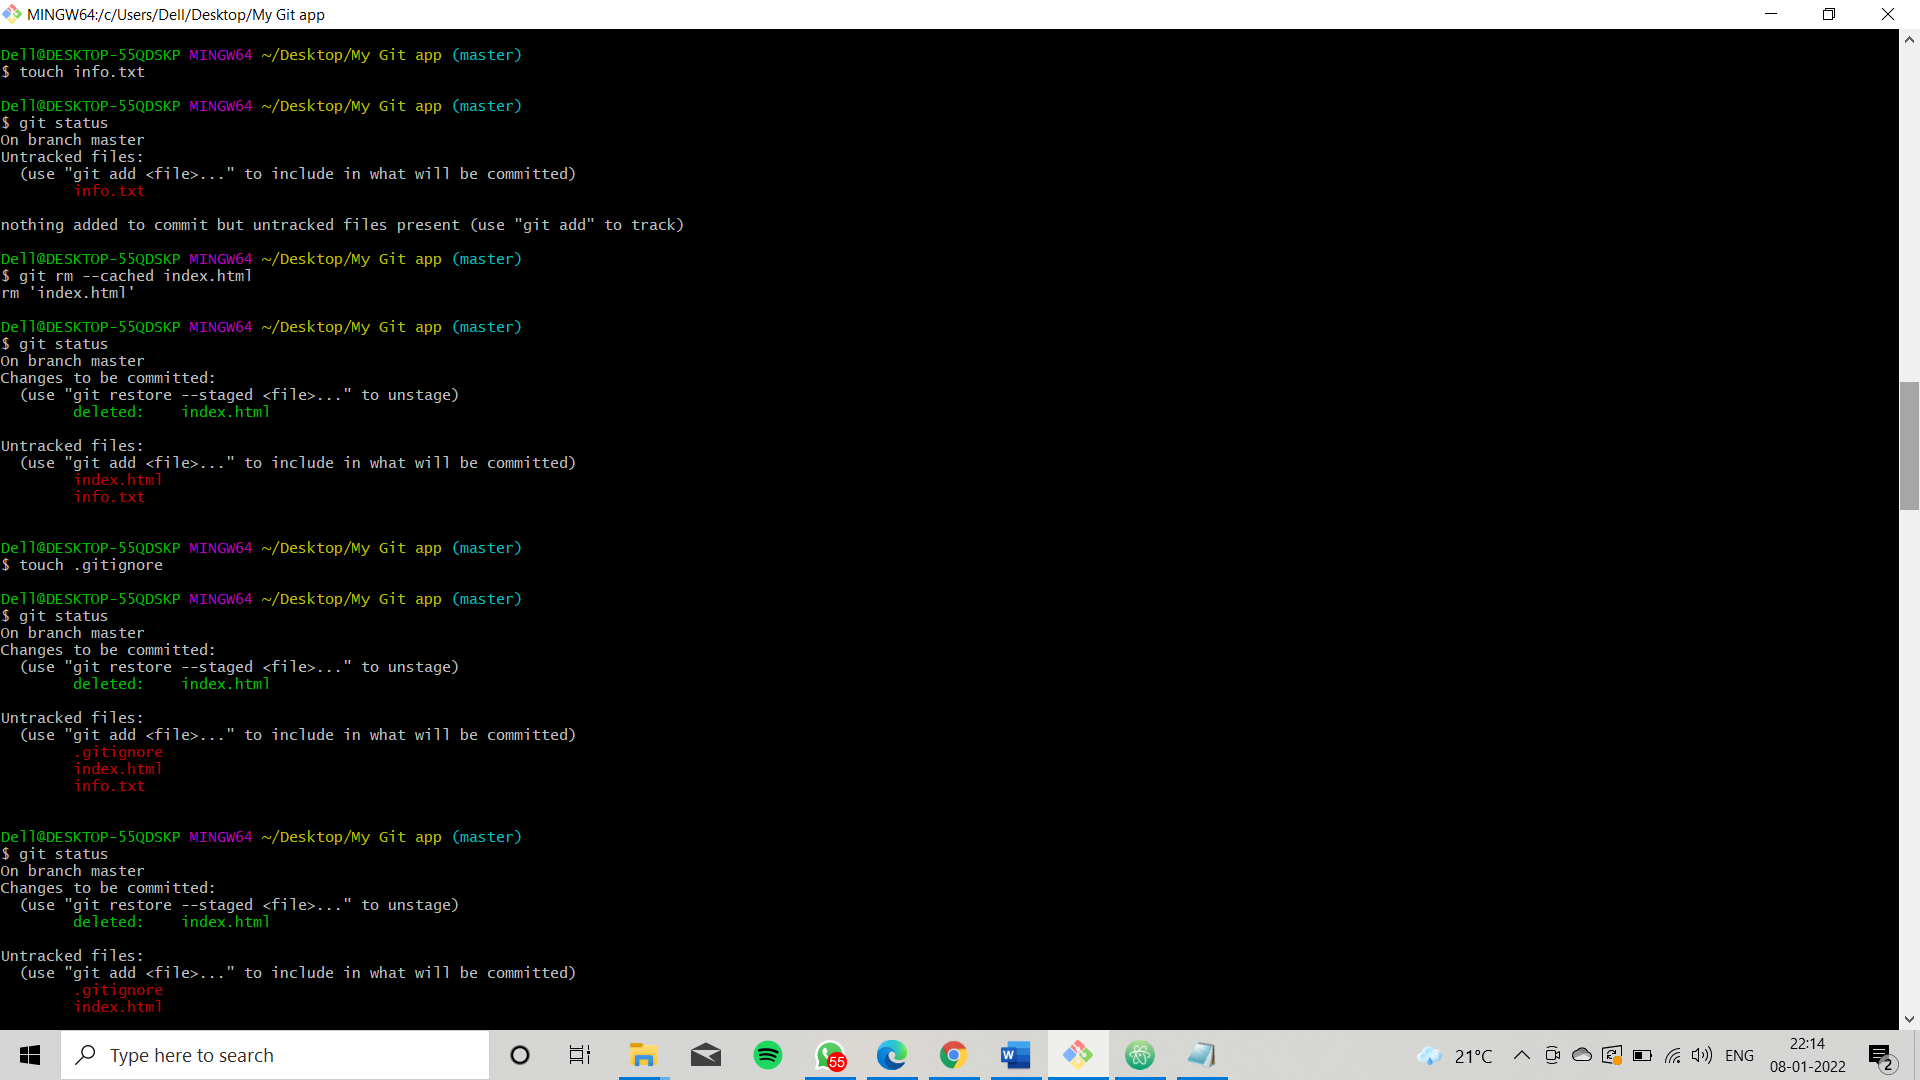 MINGW64:/c/Users/Dell/Desktop/My Git app
Dell@DESKTOP-55QDSKP MINGW64 ~/Desktop/My Git app (master)
$ touch info.txt
Dell@DESKTOP-55QDSKP MINGW64 ~/Desktop/My Git app (master)
$ git status
On branch master
Untracked files:
  (use "git add <file>..." to include in what will be committed)
        info.txt
nothing added to commit but untracked files present (use "git add" to track)
Dell@DESKTOP-55QDSKP MINGW64 ~/Desktop/My Git app (master)
$ git rm --cached index.html
rm 'index.html'
Dell@DESKTOP-55QDSKP MINGW64 ~/Desktop/My Git app (master)
$ git status
On branch master
Changes to be committed:
  (use "git restore --staged <file>..." to unstage)
        deleted:    index.html
Untracked files:
  (use "git add <file>..." to include in what will be committed)
        index.html
        info.txt
Dell@DESKTOP-55QDSKP MINGW64 ~/Desktop/My Git app (master)
$ touch .gitignore
Dell@DESKTOP-55QDSKP MINGW64 ~/Desktop/My Git app (master)
$ git status
On branch master
Changes to be committed:
  (use "git restore --staged <file>..." to unstage)
        deleted:    index.html
Untracked files:
  (use "git add <file>..." to include in what will be committed)
        .gitignore
        index.html
        info.txt
Dell@DESKTOP-55QDSKP MINGW64 ~/Desktop/My Git app (master)
$ git status
On branch master
Changes to be committed:
  (use "git restore --staged <file>..." to unstage)
        deleted:    index.html
Untracked files:
  (use "git add <file>..." to include in what will be committed)
        .gitignore
        index.html
Type here to search
55
W
21°C
ENG
22:14
08-01-2022
2